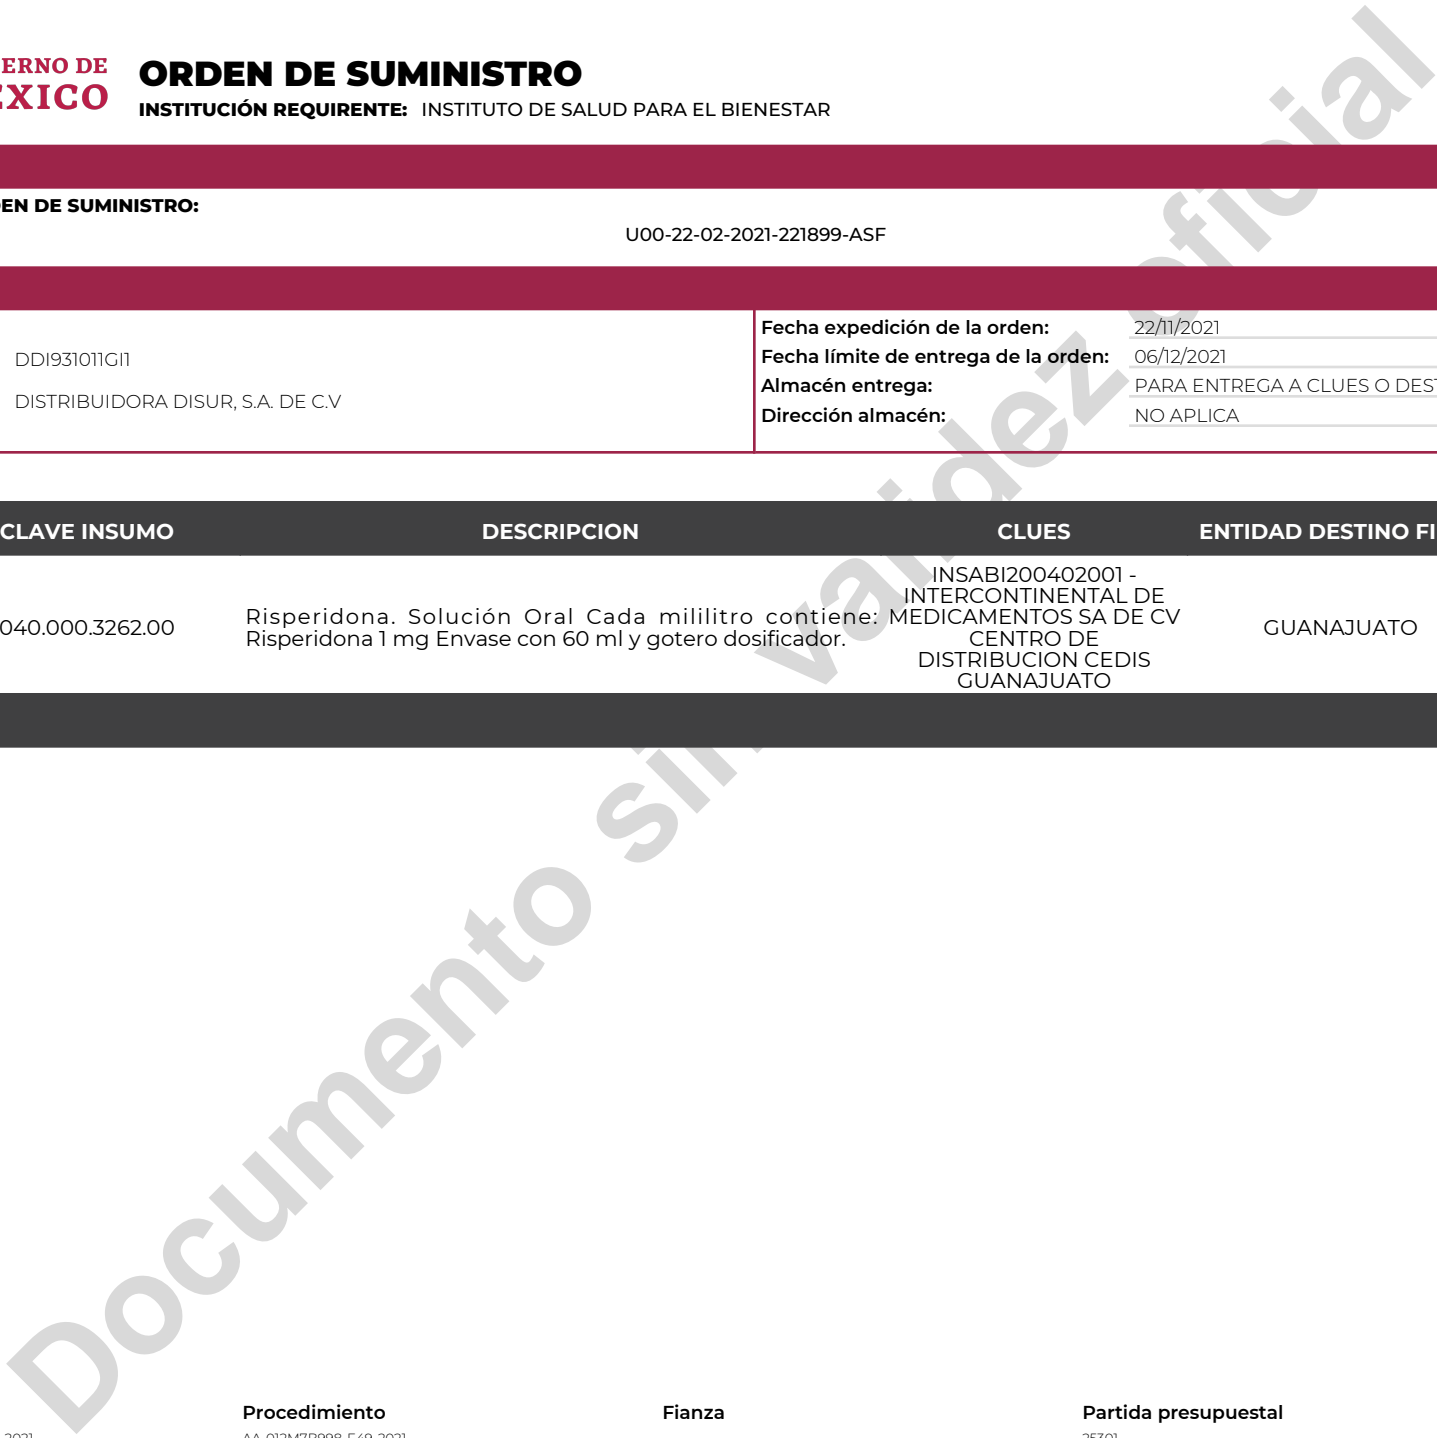 ERNO DE
ORDEN DE SUMINISTRO
INSTITUCIÓN REQUIRENTE: INSTITUTO DE SALUD PARA EL BIENESTAR
EN DE SUMINISTRO:
U00-22-02-2021-221899-ASF
DDI931011GI1
DISTRIBUIDORA DISUR, S.A. DE C.V
Fecha expedición de la orden: 22/11/2021
Fecha límite de entrega de la orden: 06/12/2021
Almacén entrega: PARA ENTREGA A CLUES O DEST
Dirección almacén: NO APLICA
CLAVE INSUMO DESCRIPCION CLUES ENTIDAD DESTINO FI
040.000.3262.00
Risperidona. Solución Oral Cada mililitro contiene:
Risperidona 1 mg Envase con 60 ml y gotero dosificador.
INSABI200402001 -
INTERCONTINENTAL DE
MEDICAMENTOS SA DE CV
CENTRO DE
DISTRIBUCION CEDIS
GUANAJUATO
GUANAJUATO
Documento sin validez oficial
Procedimiento Fianza Partida presupuestal